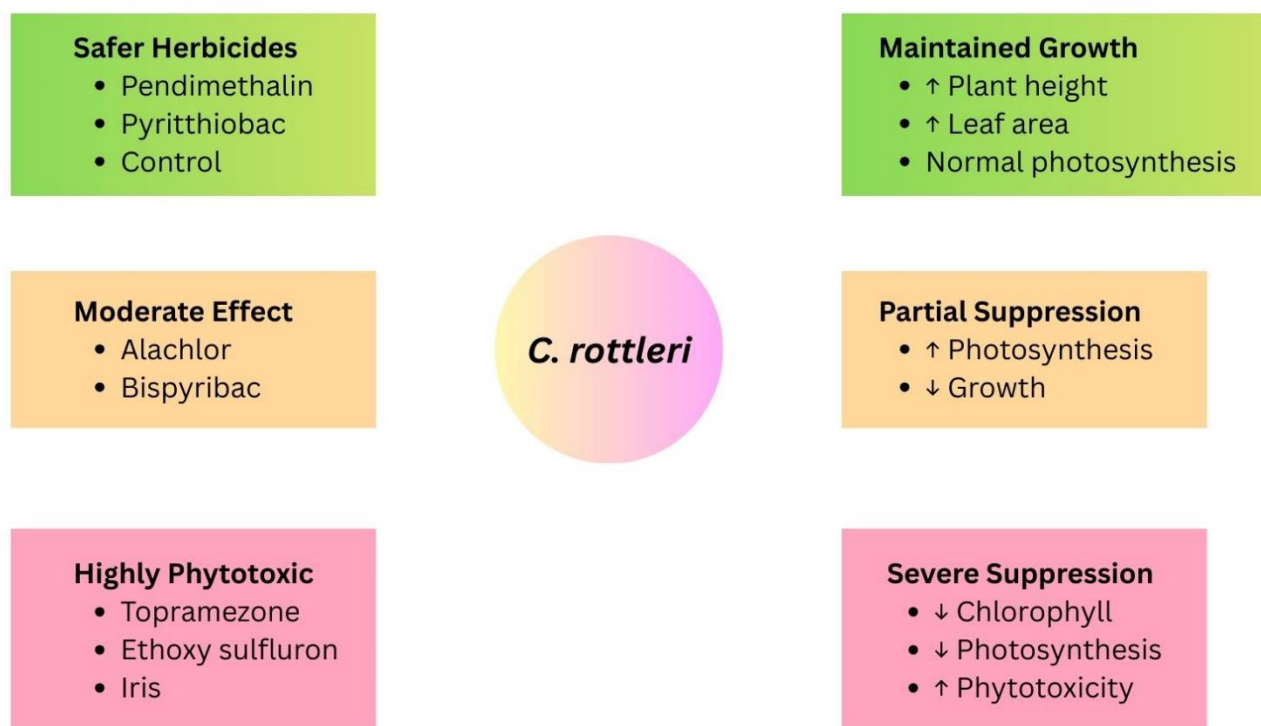 Safer Herbicides
• Pendimethalin
• Pyritthiobac
• Control
Maintained Growth
• ↑ Plant height
• ↑ Leaf area
• Normal photosynthesis
Moderate Effect
• Alachlor
• Bispyribac
C. rottleri
Partial Suppression
• ↑ Photosynthesis
• ↓ Growth
Highly Phytotoxic
• Topramezone
• Ethoxy sulfluron
• Iris
Severe Suppression
• ↓ Chlorophyll
• ↓ Photosynthesis
• ↑ Phytotoxicity